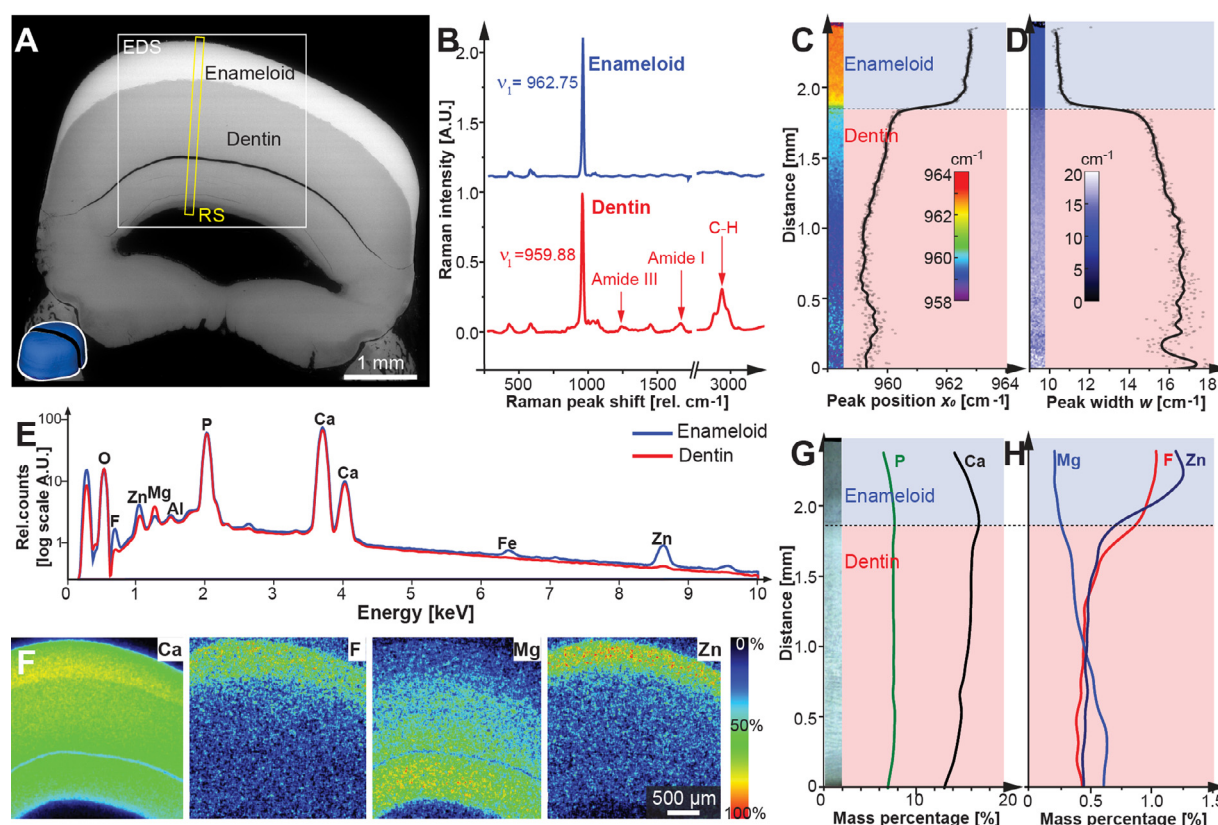 A
EDS
Enameloid
Dentin
RS
1 mm
B
2.0
1.5
1.0
0.5
0.0
Raman intensity [A.U.]
Enameloid
ν1 = 962.75
Dentin
ν1 =959.88
Amide III
Amide I
C-H
500
1000
1500
3000
Raman peak shift [rel. cm-1]
C
Enameloid
Dentin
2.0
1.5
1.0
0.5
0
Distance [mm]
cm-1
964
962
960
958
960
962
964
Peak position x0 [cm-1]
D
cm-1
20
15
10
5
0
10
12
14
16
18
Peak width w [cm-1]
E
100
10
1
Rel.counts
[log scale A.U.]
O
F
Zn
Mg
Al
P
Ca
Ca
Fe
Zn
Enameloid
Dentin
0
1
2
3
4
5
6
7
8
9
10
Energy [keV]
F
Ca
F
Mg
Zn
500 µm
0%
50%
100%
G
P
Ca
Enameloid
Dentin
2.0
1.5
1.0
0.5
0
Distance [mm]
0
10
20
Mass percentage [%]
H
Mg
F
Zn
0
0.5
1.0
1.5
Mass percentage [%]